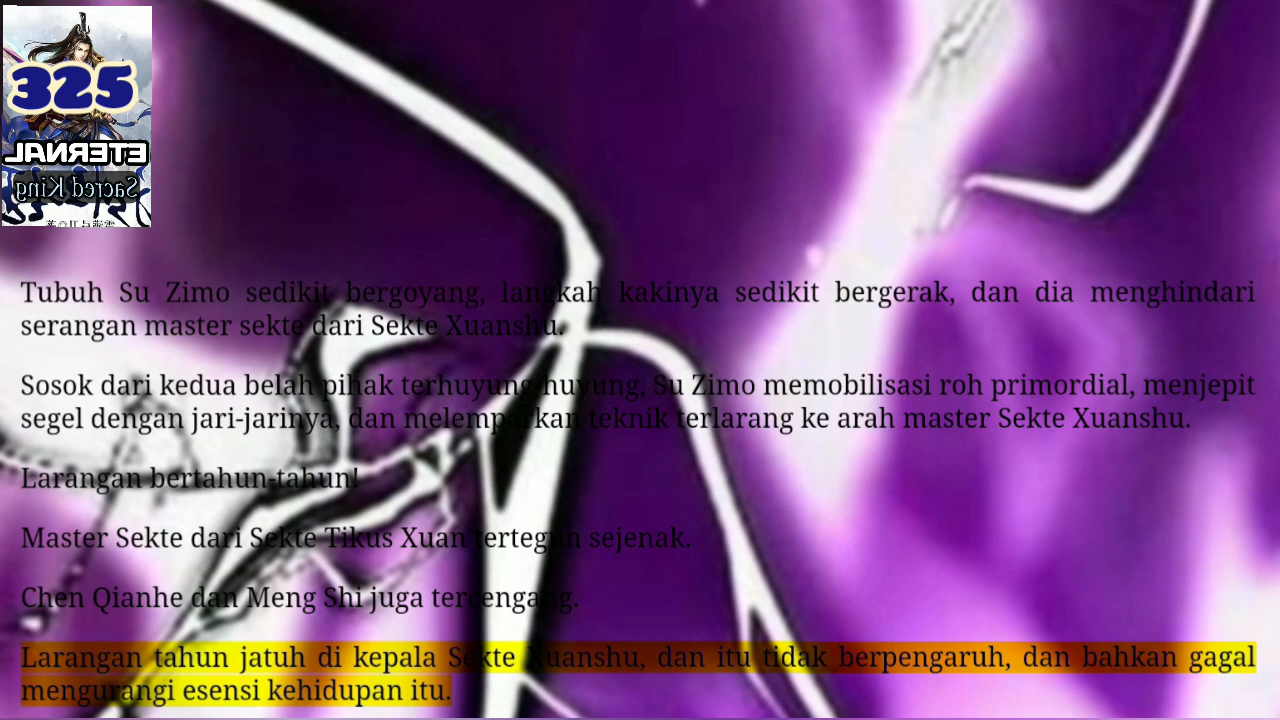 325
ETERNAL
Sacred King
Tubuh Su Zimo sedikit bergoyang, langkah kakinya sedikit bergerak, dan dia menghindari
serangan master sekte dari Sekte Xuanshu.
Sosok dari kedua belah pihak terhuyung-huyung, Su Zimo memobilisasi roh primordial, menjepit
segel dengan jari-jarinya, dan melemparkan teknik terlarang ke arah master Sekte Xuanshu.
Larangan bertahun-tahun!
Master Sekte dari Sekte Tikus Xuan tertegun sejenak.
Chen Qianhe dan Meng Shi juga tercengang.
Larangan tahun jatuh di kepala Sekte Xuanshu, dan itu tidak berpengaruh, dan bahkan gagal
mengurangi esensi kehidupan itu.